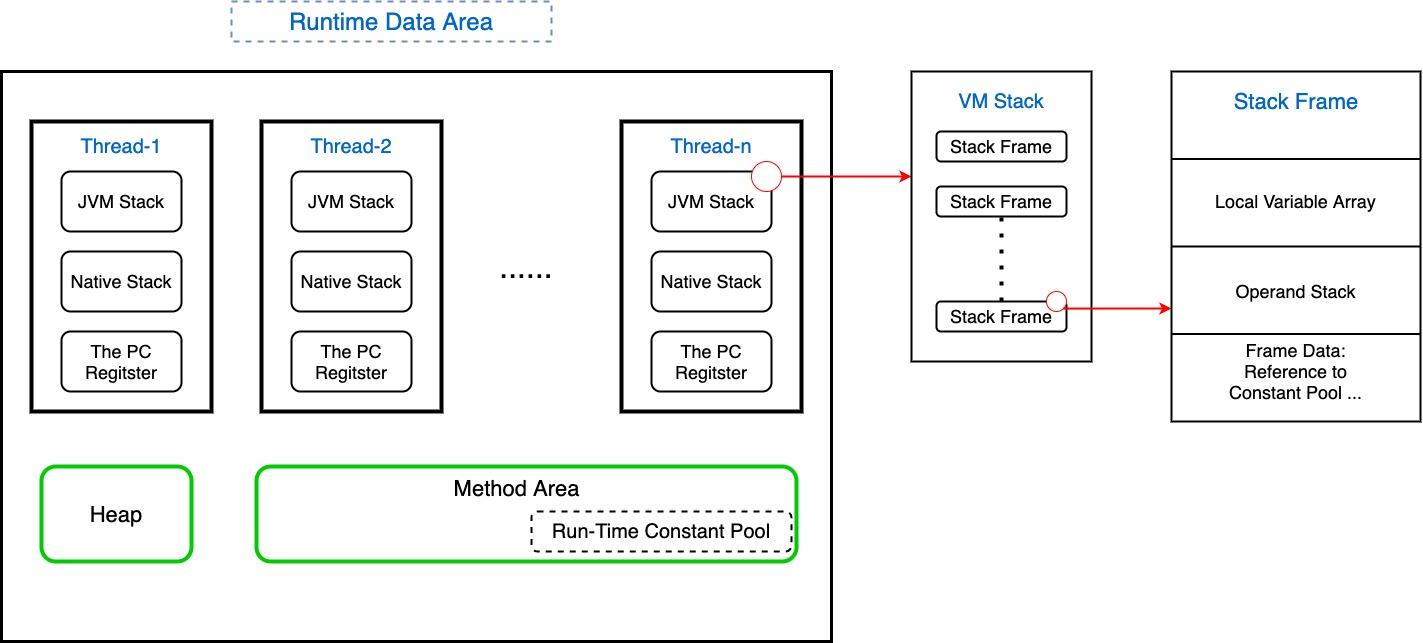 Runtime Data Area
Thread-1
JVM Stack
Native Stack
The PC
Regitster
Thread-2
JVM Stack
Native Stack
The PC
Regitster
......
Thread-n
JVM Stack
Native Stack
The PC
Regitster
Heap
Method Area
Run-Time Constant Pool
VM Stack
Stack Frame
Stack Frame
Stack Frame
Stack Frame
Local Variable Array
Operand Stack
Frame Data:
Reference to
Constant Pool ...